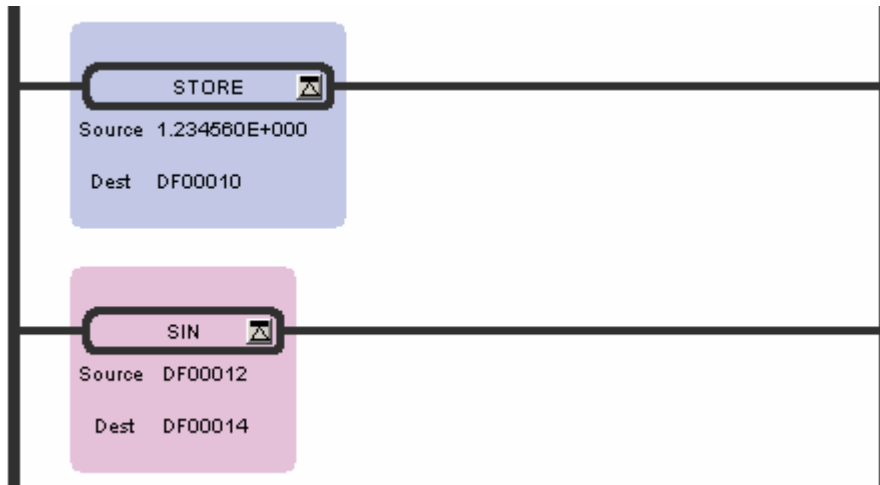 STORE
Source 1.234560E+000
Dest DF00010
SIN
Source DF00012
Dest DF00014